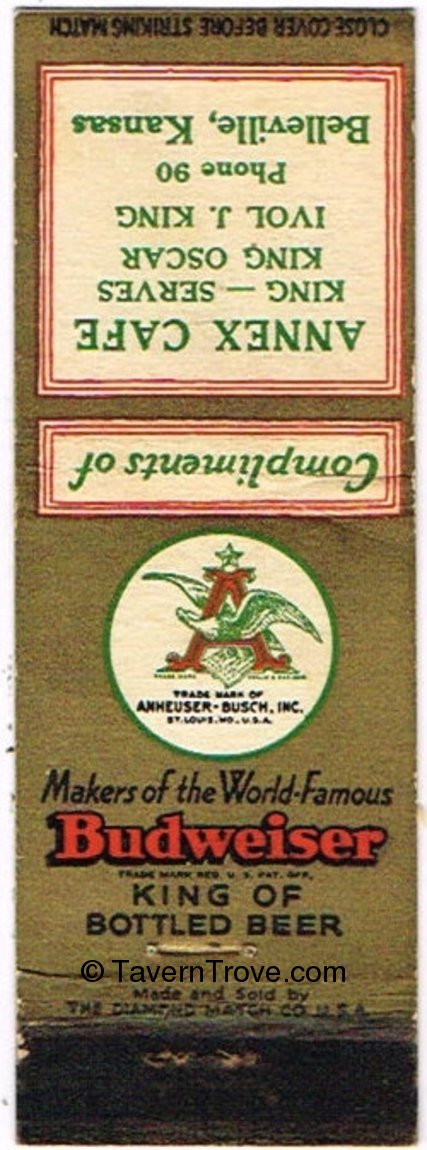 CLOSE COVER BEFORE STRIKING MATCH
Compliments of
ANNEX CAFE
KING — SERVES
KING OSCAR
IVOL J. KING
Phone 90
Belleville, Kansas
A
TRADE MARK OF
ANHEUSER-BUSCH, INC.
ST. LOUIS, MO., U.S.A.
Makers of the World-Famous
Budweiser
TRADE MARK REG. U. S. PAT. OFF.
KING OF
BOTTLED BEER
© TavernTrove.com
Made and Sold by
THE DIAMOND MATCH CO. U.S.A.